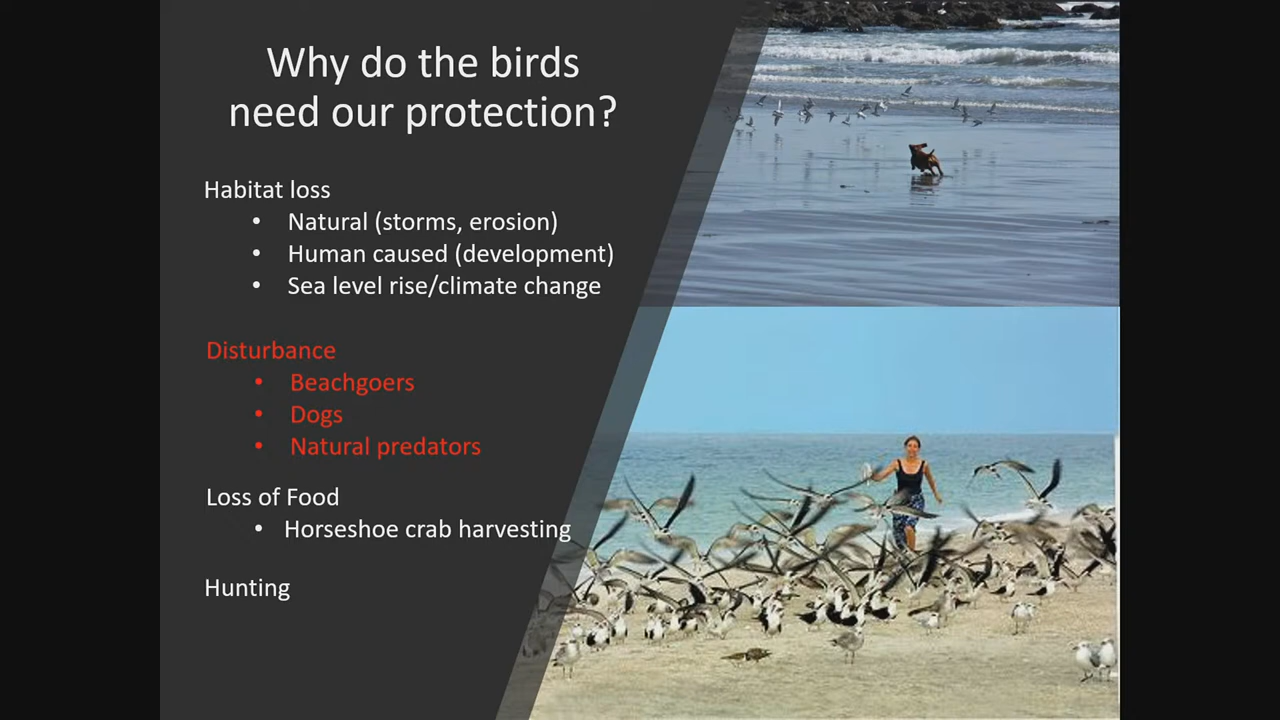 Why do the birds
need our protection?
Habitat loss
• Natural (storms, erosion)
• Human caused (development)
• Sea level rise/climate change
Disturbance
• Beachgoers
• Dogs
• Natural predators
Loss of Food
• Horseshoe crab harvesting
Hunting